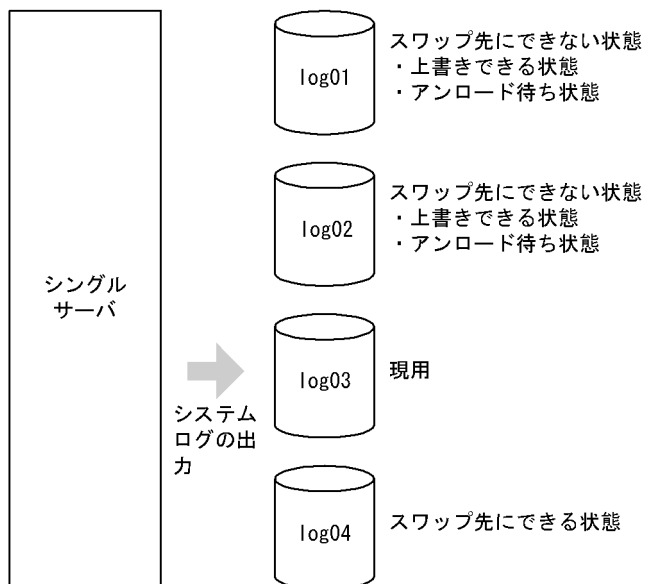 シングル
サーバ
システム
ログの出
力
log01
スワップ先にできない状態
・上書きできる状態
・アンロード待ち状態
log02
スワップ先にできない状態
・上書きできる状態
・アンロード待ち状態
log03
現用
log04
スワップ先にできる状態